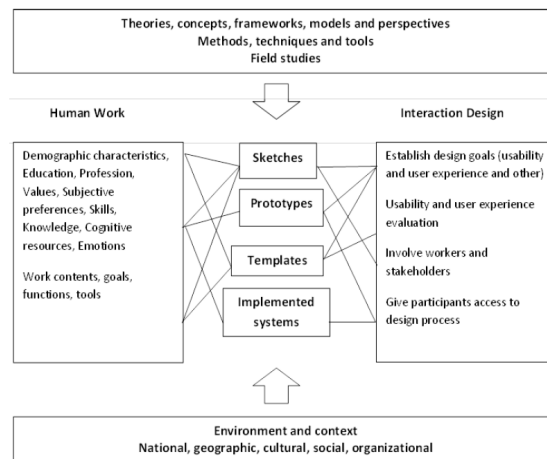 Theories, concepts, frameworks, models and perspectives
Methods, techniques and tools
Field studies
Human Work
Interaction Design
Demographic characteristics,
Education, Profession,
Values, Subjective
preferences, Skills,
Knowledge, Cognitive
resources, Emotions
Work contents, goals,
functions, tools
Sketches
Prototypes
Templates
Implemented
systems
Establish design goals (usability
and user experience and other)
Usability and user experience
evaluation
Involve workers and
stakeholders
Give participants access to
design process
Environment and context
National, geographic, cultural, social, organizational